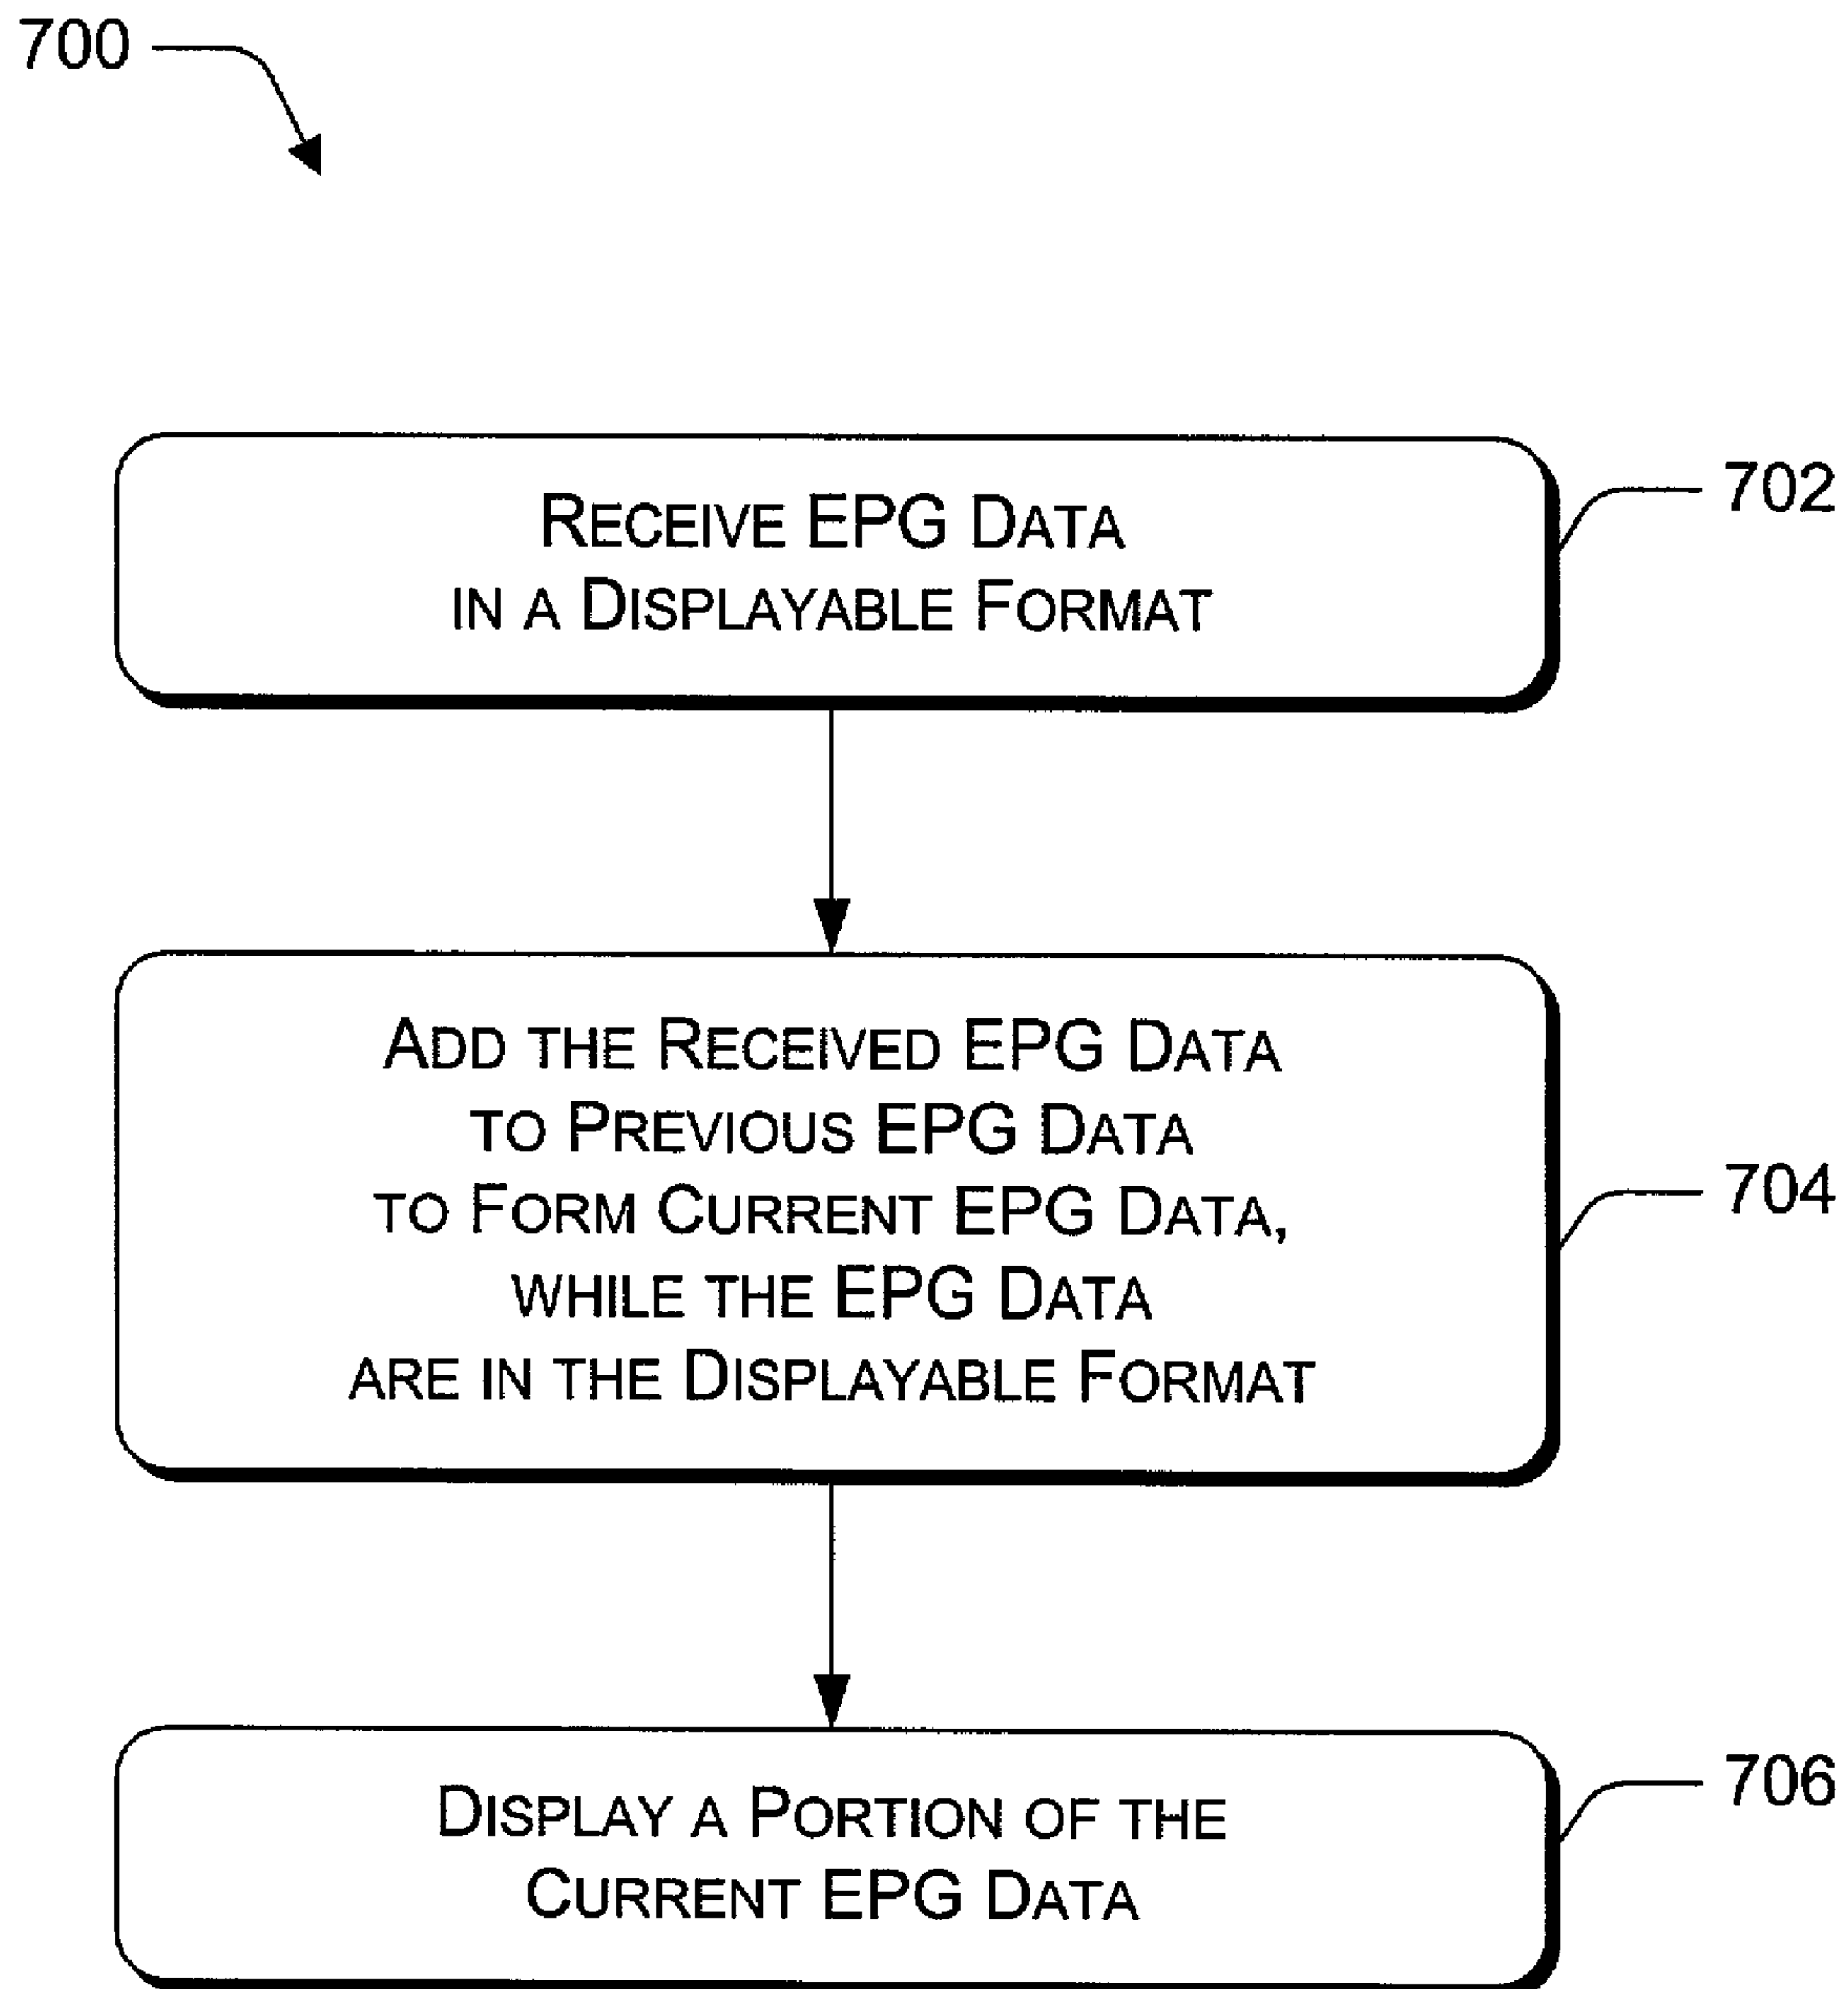 700
RECEIVE EPG DATA
IN A DISPLAYABLE FORMAT
702
ADD THE RECEIVED EPG DATA
TO PREVIOUS EPG DATA
TO FORM CURRENT EPG DATA,
WHILE THE EPG DATA
ARE IN THE DISPLAYABLE FORMAT
704
DISPLAY A PORTION OF THE
CURRENT EPG DATA
706